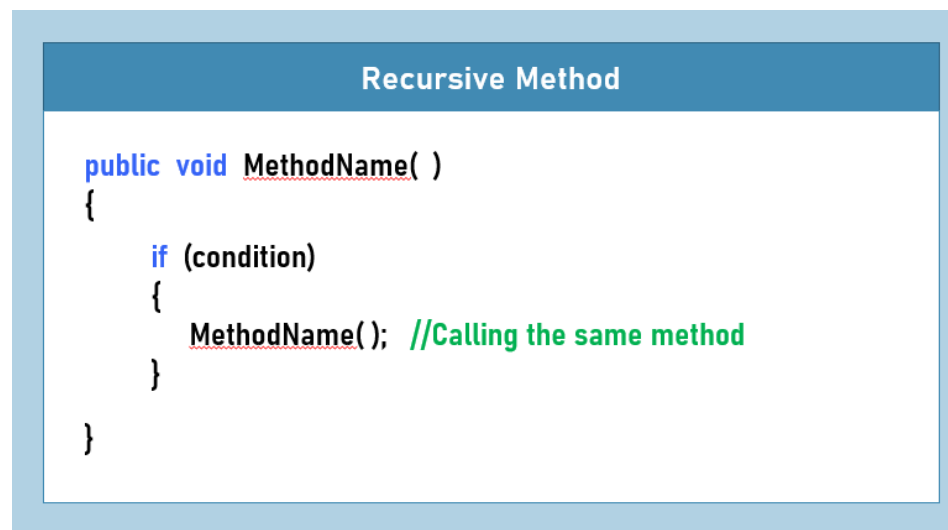 Recursive Method
public void MethodName( )
{
if (condition)
{
MethodName( ); //Calling the same method
}
}